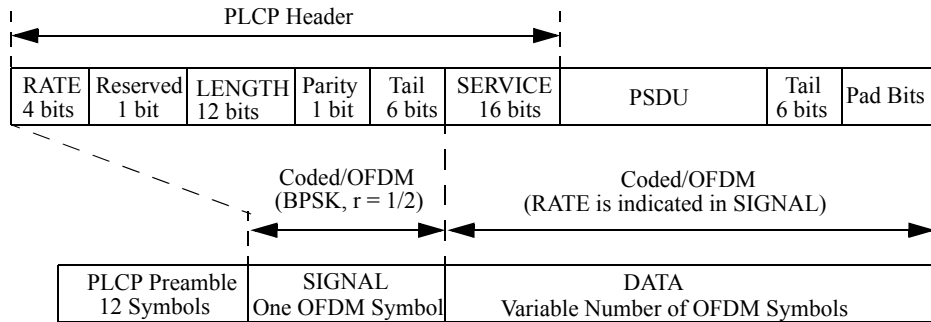 PLCP Header
RATE Reserved LENGTH Parity Tail SERVICE PSDU Tail Pad Bits
4 bits 1 bit 12 bits 1 bit 6 bits 16 bits 6 bits
Coded/OFDM Coded/OFDM
(BPSK, r = 1/2) (RATE is indicated in SIGNAL)
PLCP Preamble SIGNAL DATA
12 Symbols One OFDM Symbol Variable Number of OFDM Symbols